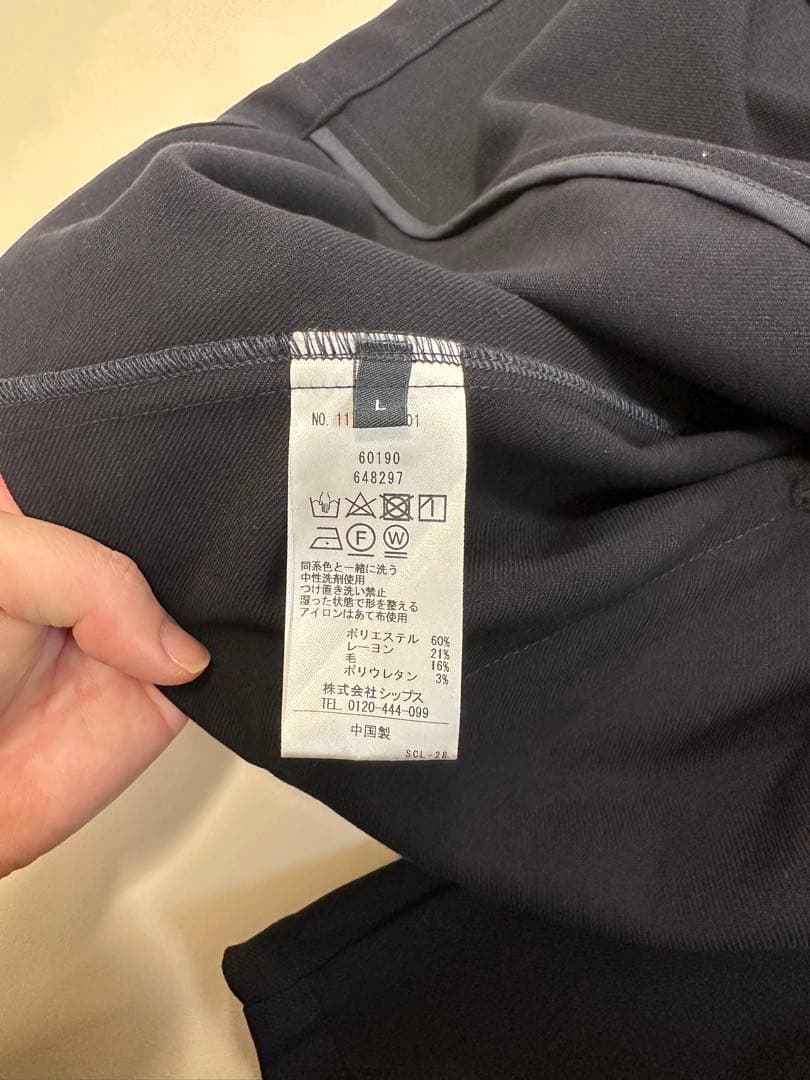 L
NO. 11 01
60190
648297
F W
同系色と一緒に洗う
中性洗剤使用
つけ置き洗い禁止
湿った状態で形を整える
アイロンはあて布使用
ポリエステル 60%
レーヨン 21%
毛 16%
ポリウレタン 3%
株式会社シップス
TEL. 0120-444-099
中国製
SCL-28